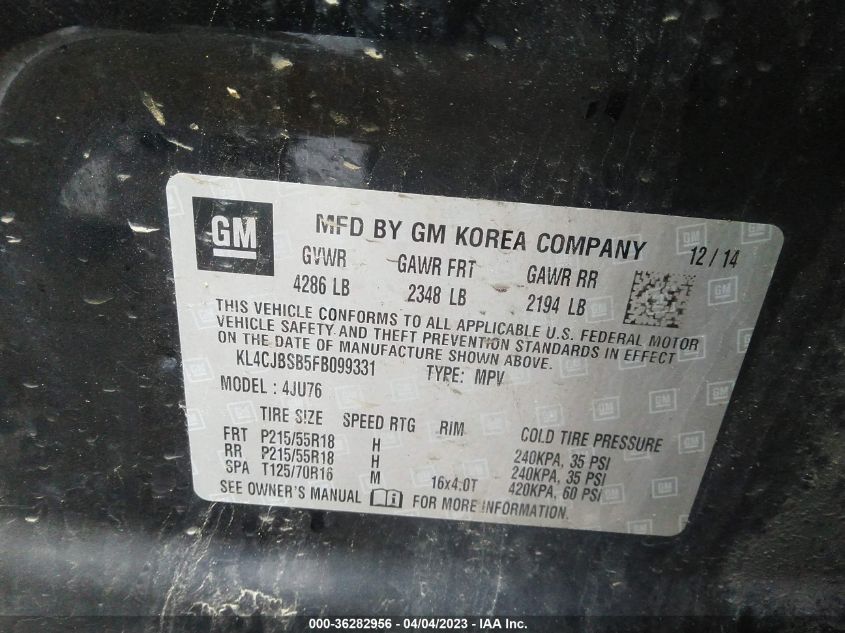 GM
MFD BY GM KOREA COMPANY 12/14
GVWR GAWR FRT GAWR RR
4286 LB 2348 LB 2194 LB
THIS VEHICLE CONFORMS TO ALL APPLICABLE U.S. FEDERAL MOTOR
VEHICLE SAFETY AND THEFT PREVENTION STANDARDS IN EFFECT
ON THE DATE OF MANUFACTURE SHOWN ABOVE.
KL4CJBSB5FB099331 TYPE: MPV
MODEL : 4JU76
TIRE SIZE SPEED RTG RIM COLD TIRE PRESSURE
FRT P215/55R18 H 240KPA, 35 PSI
RR P215/55R18 H 240KPA, 35 PSI
SPA T125/70R16 M 16x4.0T 420KPA, 60 PSI
SEE OWNER'S MANUAL FOR MORE INFORMATION.
000-36282956 - 04/04/2023 - IAA Inc.